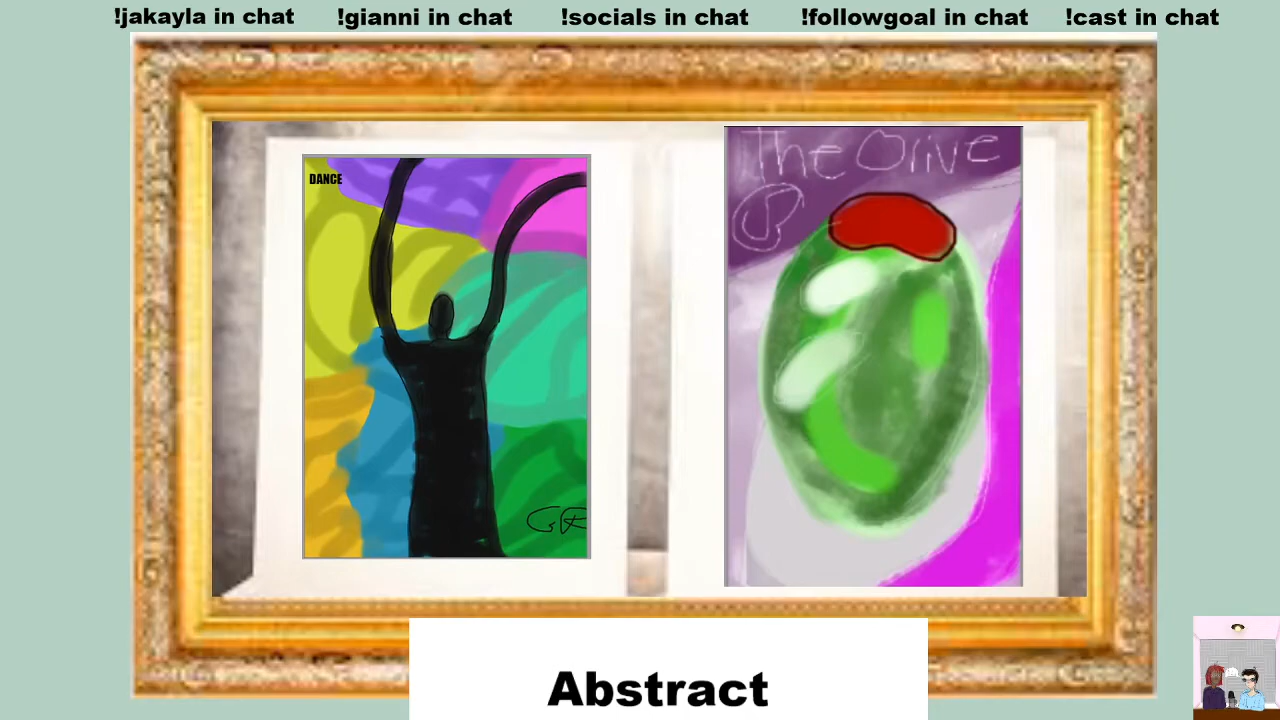 !jakayla in chat !gianni in chat !socials in chat !followgoal in chat !cast in chat
DANCE
The Olive
Abstract